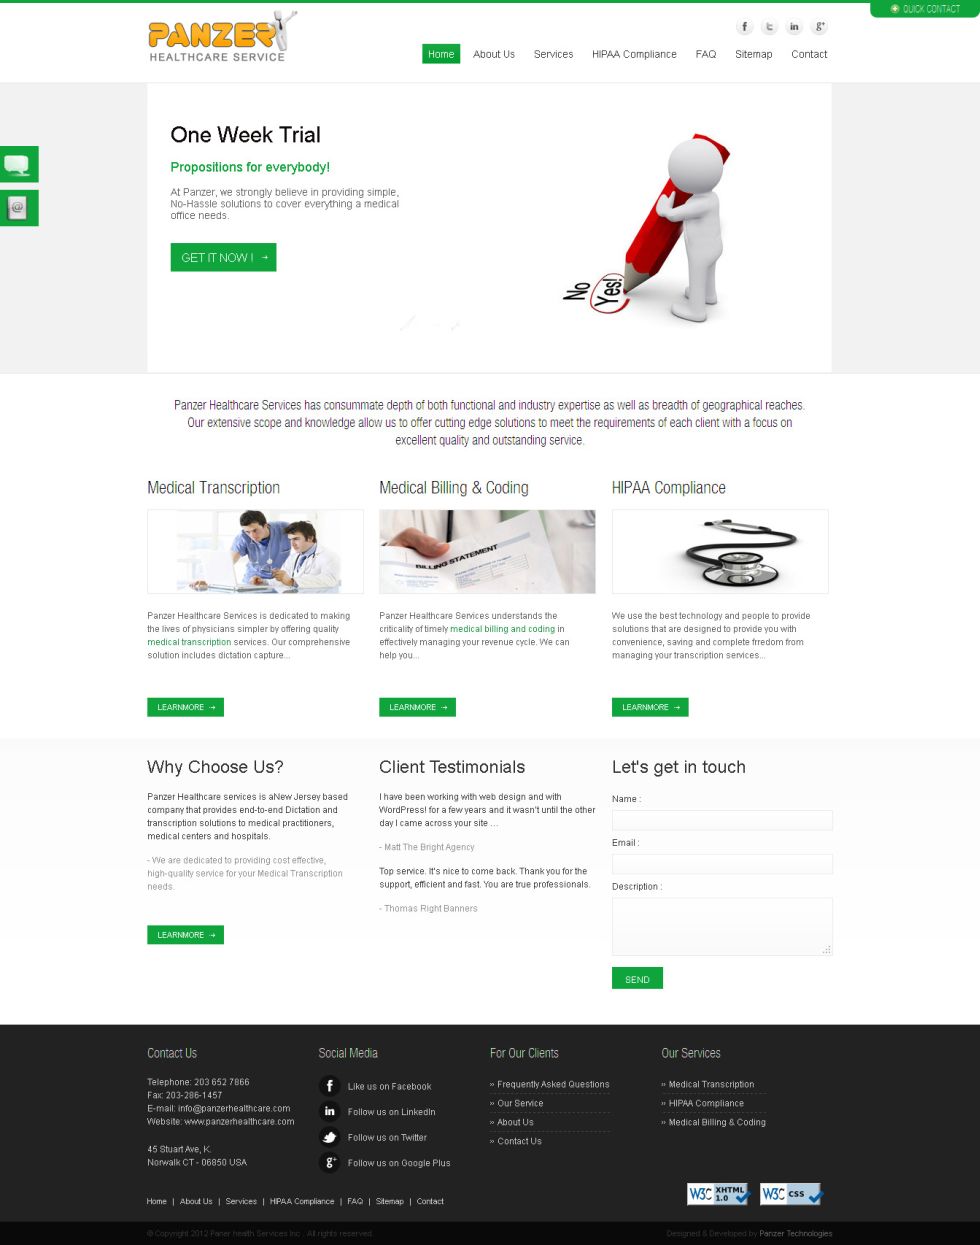 QUICK CONTACT
PANZER
HEALTHCARE SERVICE
Home About Us Services HIPAA Compliance FAQ Sitemap Contact
One Week Trial
Propositions for everybody!
At Panzer, we strongly believe in providing simple,
No-Hassle solutions to cover everything a medical
office needs.
GET IT NOW !
No
Yes!
Panzer Healthcare Services has consummate depth of both functional and industry expertise as well as breadth of geographical reaches.
Our extensive scope and knowledge allow us to offer cutting edge solutions to meet the requirements of each client with a focus on
excellent quality and outstanding service.
Medical Transcription
Panzer Healthcare Services is dedicated to making
the lives of physicians simpler by offering quality
medical transcription services. Our comprehensive
solution includes dictation capture...
LEARNMORE
Medical Billing & Coding
BILLING STATEMENT
Panzer Healthcare Services understands the
criticality of timely medical billing and coding in
effectively managing your revenue cycle. We can
help you...
LEARNMORE
HIPAA Compliance
We use the best technology and people to provide
solutions that are designed to provide you with
convenience, saving and complete frredom from
managing your transcription services...
LEARNMORE
Why Choose Us?
Panzer Healthcare services is aNew Jersey based
company that provides end-to-end Dictation and
transcription solutions to medical practitioners,
medical centers and hospitals.
- We are dedicated to providing cost effective,
high-quality service for your Medical Transcription
needs.
LEARNMORE
Client Testimonials
I have been working with web design and with
WordPress! for a few years and it wasn't until the other
day I came across your site ...
- Matt The Bright Agency
Top service. It's nice to come back. Thank you for the
support, efficient and fast. You are true professionals.
- Thomas Right Banners
Let's get in touch
Name :
Email :
Description :
SEND
Contact Us
Telephone: 203 652 7866
Fax: 203-286-1457
E-mail: info@panzerhealthcare.com
Website: www.panzerhealthcare.com
45 Stuart Ave, K.
Norwalk CT - 06850 USA
Social Media
Like us on Facebook
Follow us on LinkedIn
Follow us on Twitter
Follow us on Google Plus
For Our Clients
» Frequently Asked Questions
» Our Service
» About Us
» Contact Us
Our Services
» Medical Transcription
» HIPAA Compliance
» Medical Billing & Coding
Home | About Us | Services | HIPAA Compliance | FAQ | Sitemap | Contact
W3C XHTML 1.0
W3C CSS
© Copyright 2012 Paner health Services Inc . All rights reserved.
Designed & Developed by Panzer Technologies